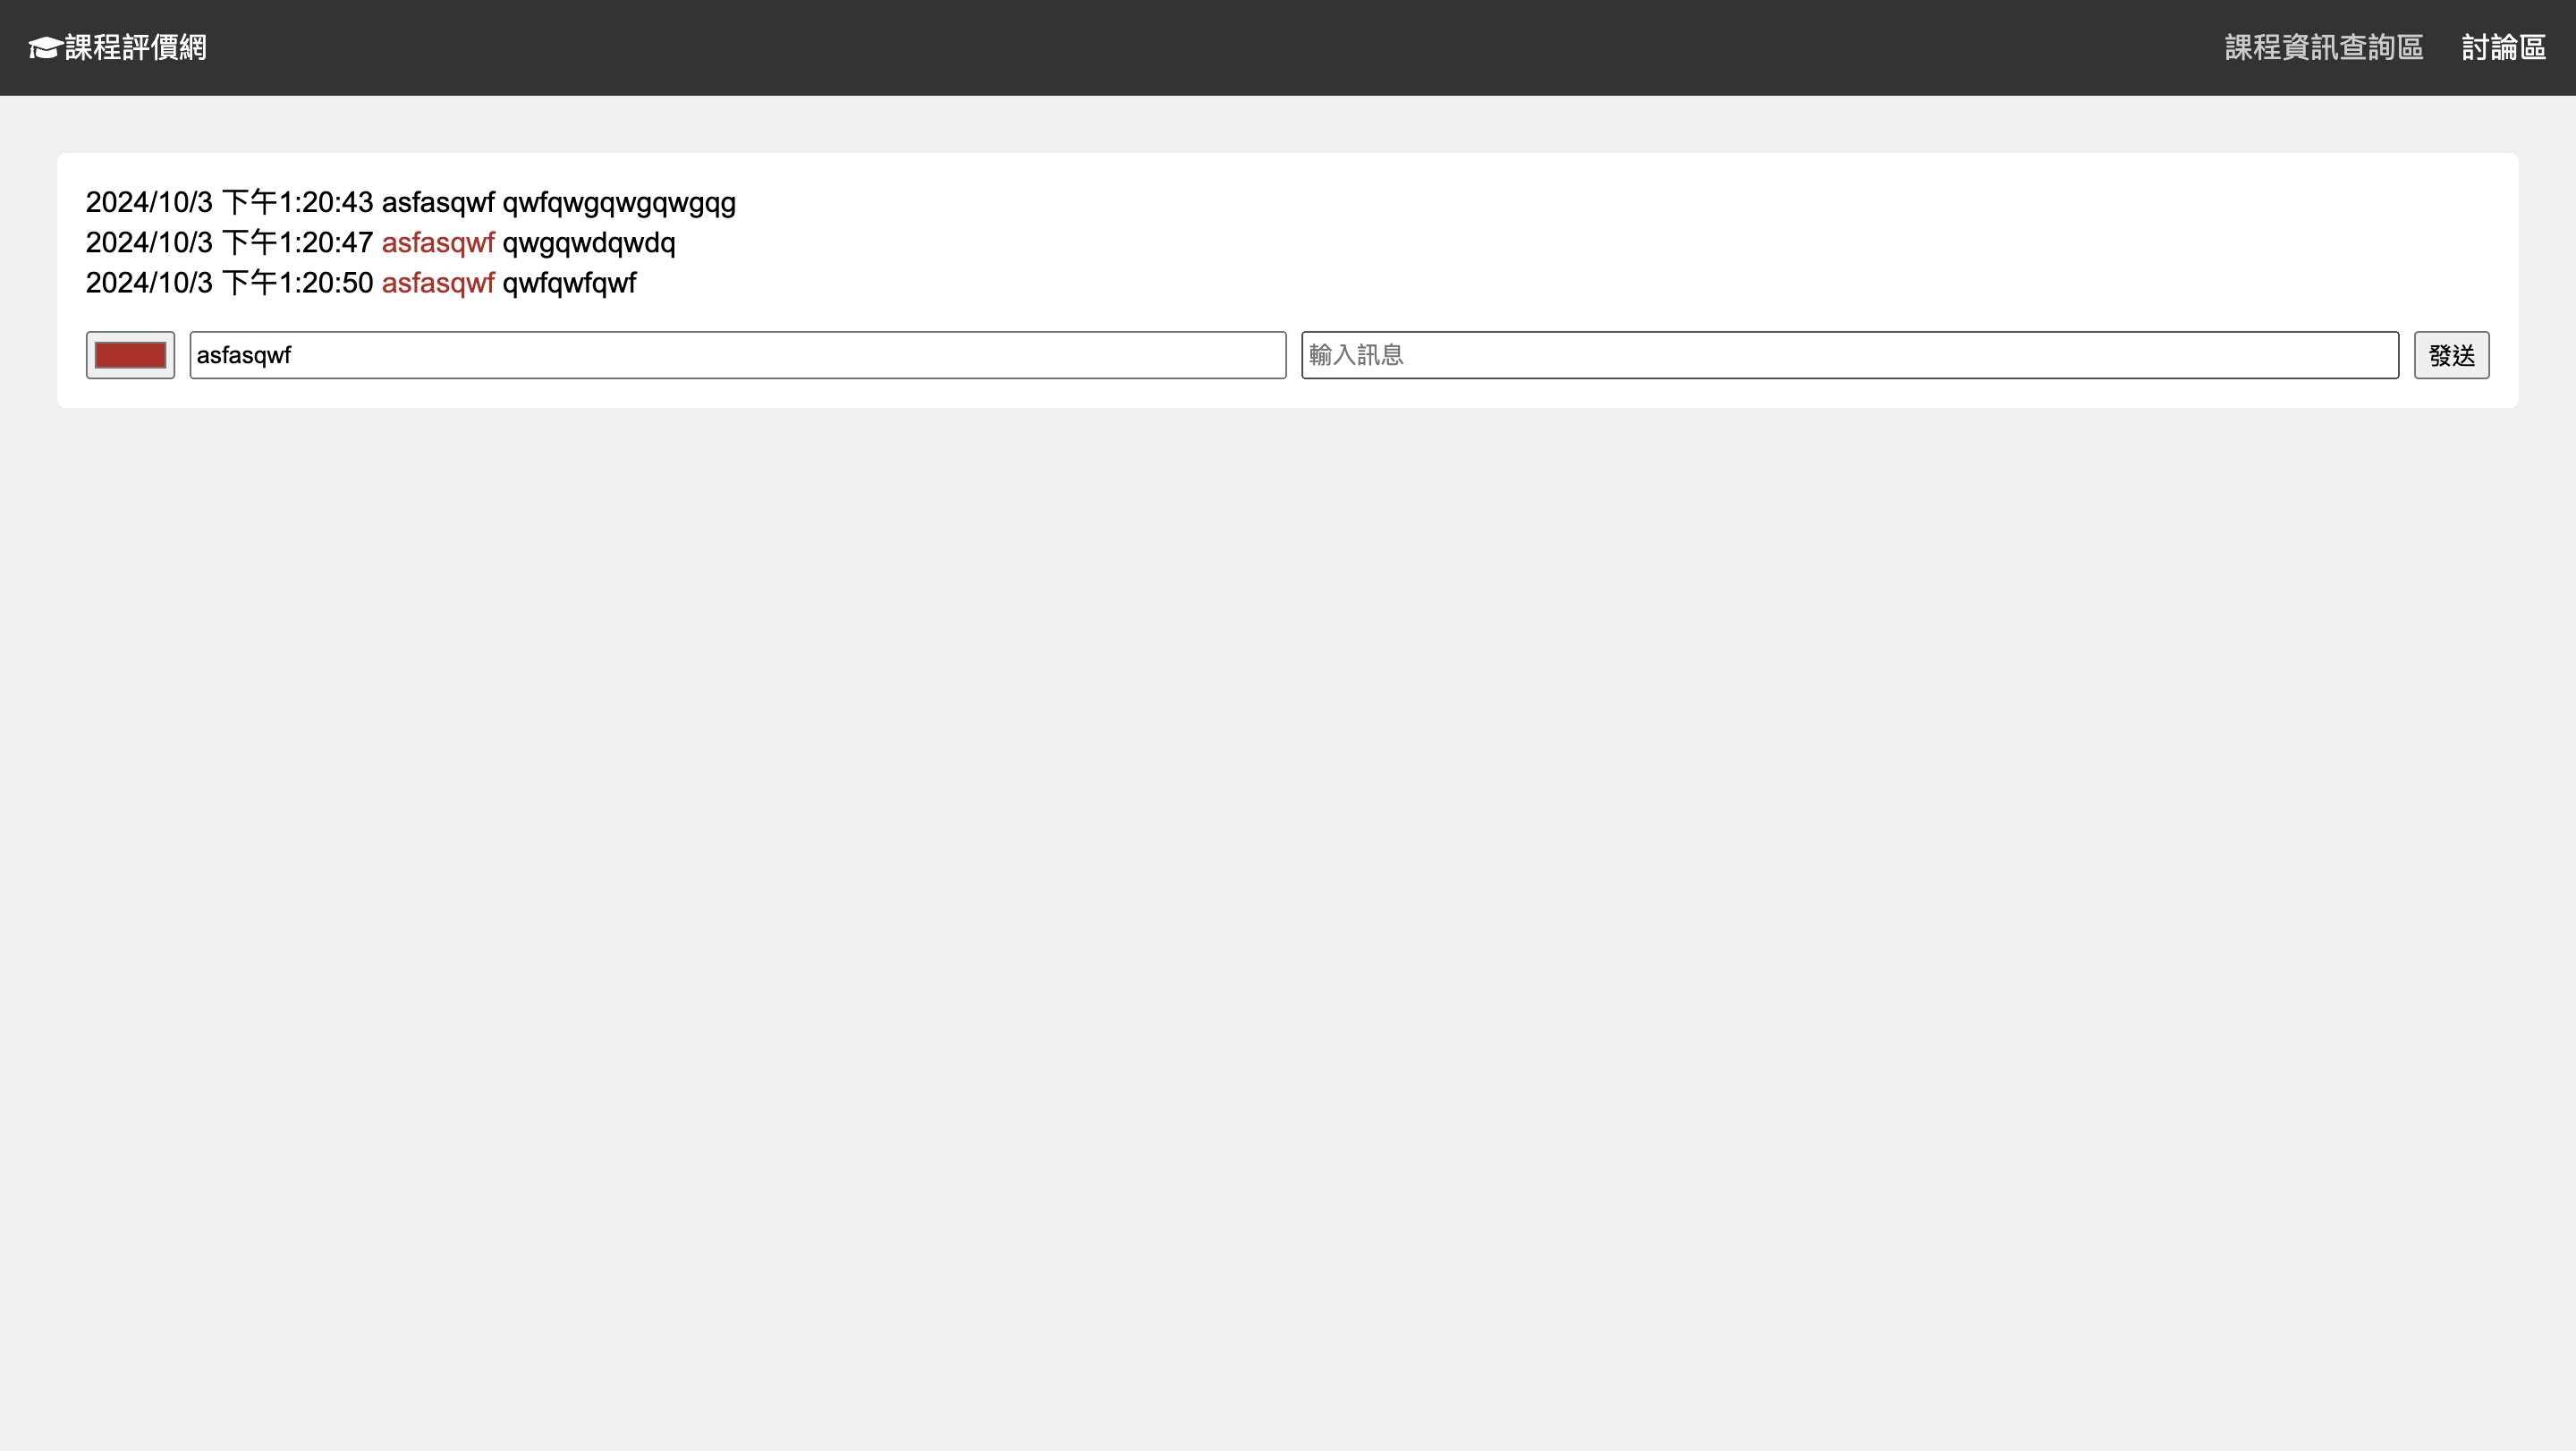 課程評價網
課程資訊查詢區 討論區
2024/10/3 下午1:20:43 asfasqwf qwfqwgqwgqwgqg
2024/10/3 下午1:20:47 asfasqwf qwgqwdqwdq
2024/10/3 下午1:20:50 asfasqwf qwfqwfqwf
asfasqwf 輸入訊息 發送